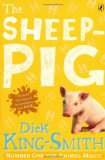 The
SHEEP-
PIG
DICK
KING-SMITH
NUMBER ONE FOR ANIMAL MAGIC